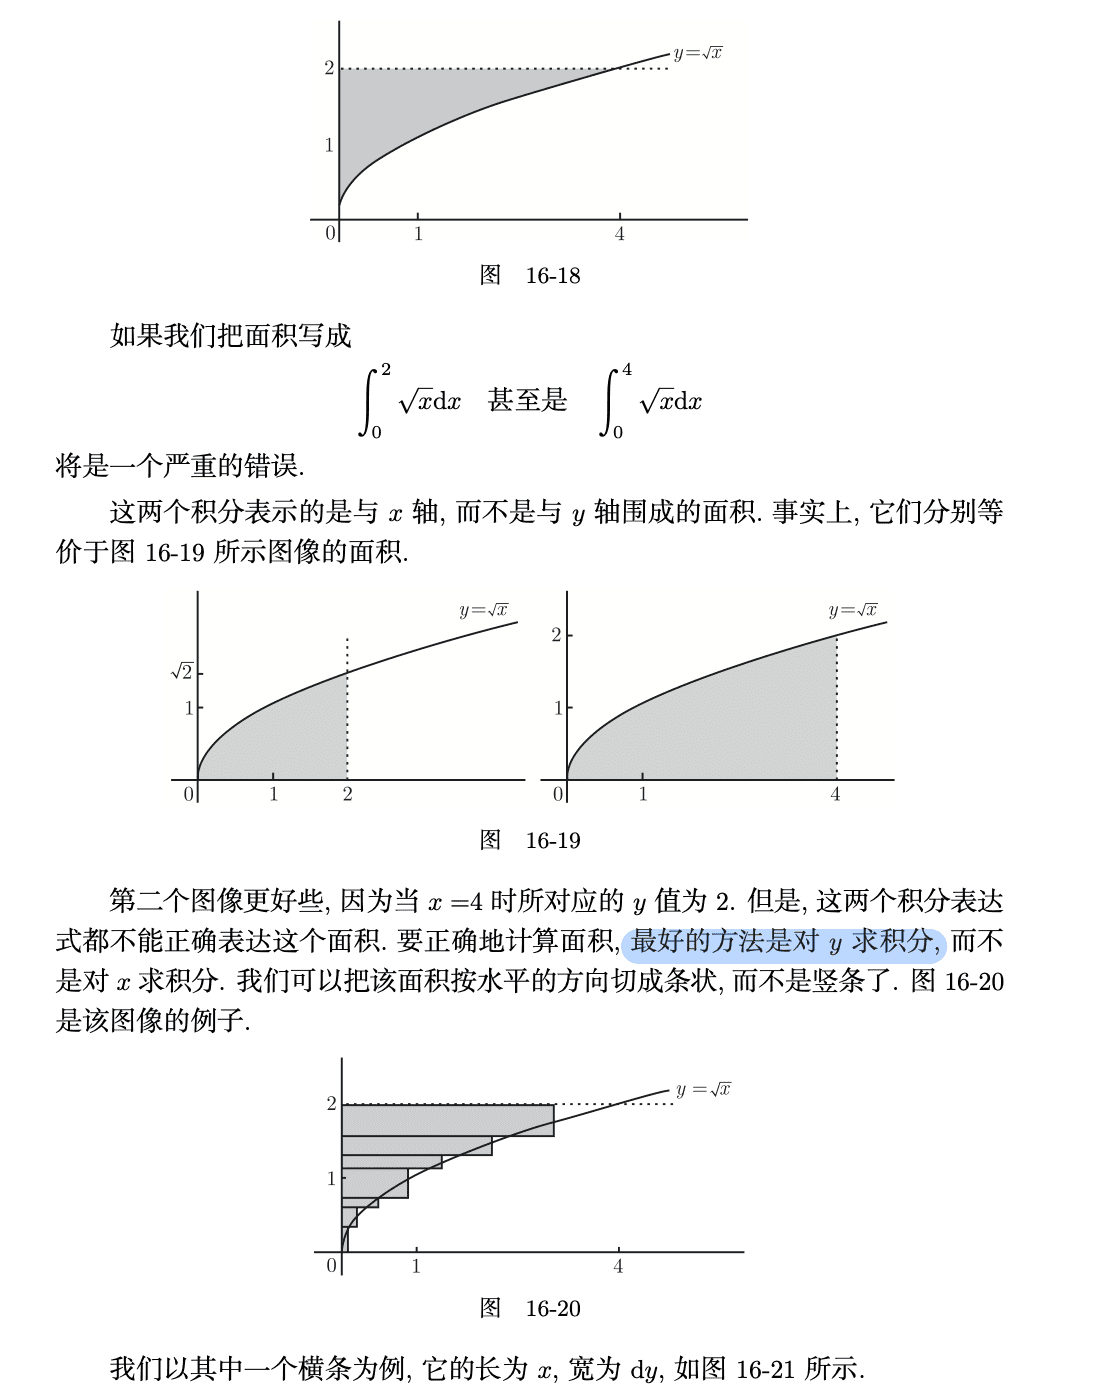 y=√x
2
1
0
1
4
图 16-18
如果我们把面积写成
∫₀² √x dx 甚至是 ∫₀⁴ √x dx
将是一个严重的错误.
这两个积分表示的是与 x 轴, 而不是与 y 轴围成的面积. 事实上, 它们分别等
价于图 16-19 所示图像的面积.
y=√x
√2
1
0
1
2
y=√x
2
1
0
1
4
图 16-19
第二个图像更好些, 因为当 x =4 时所对应的 y 值为 2. 但是, 这两个积分表达
式都不能正确表达这个面积. 要正确地计算面积, 最好的方法是对 y 求积分, 而不
是对 x 求积分. 我们可以把该面积按水平的方向切成条状, 而不是竖条了. 图 16-20
是该图像的例子.
y =√x
2
1
0
1
4
图 16-20
我们以其中一个横条为例, 它的长为 x, 宽为 dy, 如图 16-21 所示.